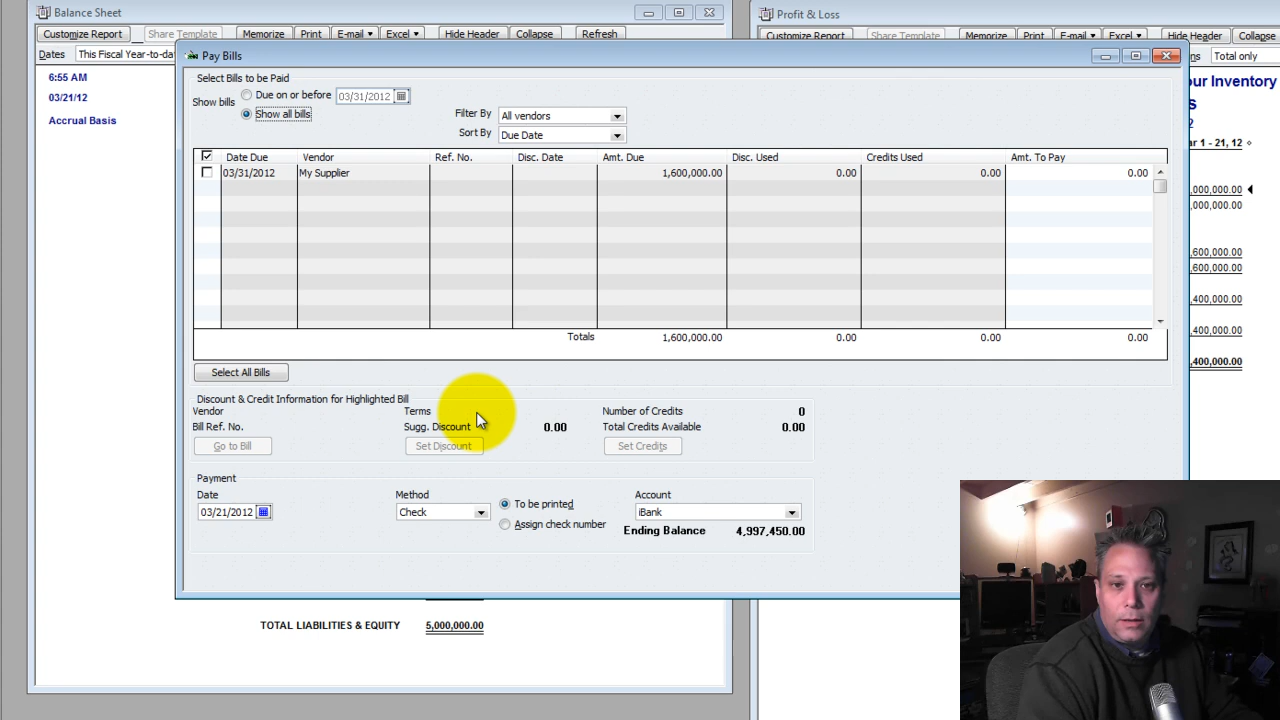 Balance Sheet
Profit & Loss
Customize Report Share Template Memorize Print E-mail Excel Hide Header Collapse Refresh
Customize Report Share Template Memorize Print E-mail Excel Hide Header Collapse
Dates This Fiscal Year-to-da
ns Total only
6:55 AM
03/21/12
Accrual Basis
Pay Bills
Select Bills to be Paid
Show bills
Due on or before 03/31/2012
Show all bills
Filter By All vendors
Sort By Due Date
Date Due Vendor Ref. No. Disc. Date Amt. Due Disc. Used Credits Used Amt. To Pay
03/31/2012 My Supplier 1,600,000.00 0.00 0.00 0.00
Totals 1,600,000.00 0.00 0.00 0.00
Select All Bills
Discount & Credit Information for Highlighted Bill
Vendor Terms Number of Credits 0
Bill Ref. No. Sugg. Discount 0.00 Total Credits Available 0.00
Go to Bill Set Discount Set Credits
Payment
Date Method Account
03/21/2012 Check To be printed iBank
Assign check number
Ending Balance 4,997,450.00
TOTAL LIABILITIES & EQUITY 5,000,000.00
our Inventory
s
2
ar 1 - 21, 12
,000,000.00
,000,000.00
,600,000.00
,600,000.00
,400,000.00
,400,000.00
,400,000.00